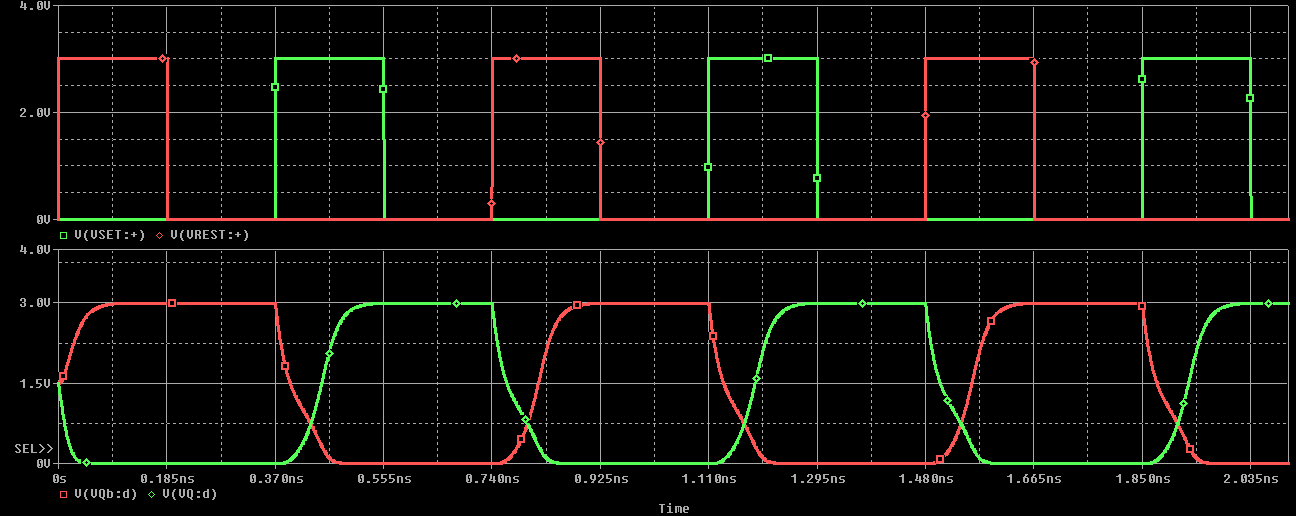 4.0V
2.0V
0V
V(VSET:+) V(VREST:+)
4.0V
3.0V
1.5V
SEL>>
0V
0s 0.185ns 0.370ns 0.555ns 0.740ns 0.925ns 1.110ns 1.295ns 1.480ns 1.665ns 1.850ns 2.035ns
V(VQb:d) V(VQ:d)
Time